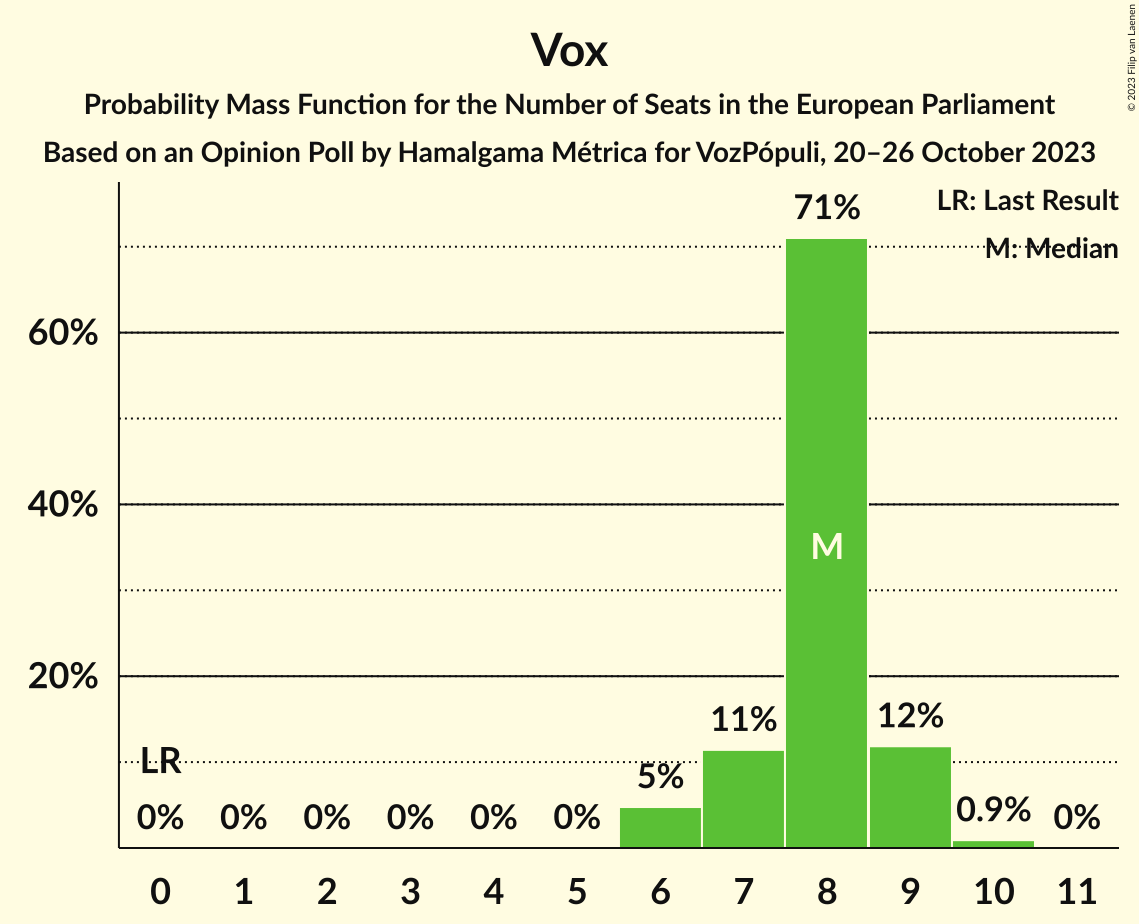 Vox
Probability Mass Function for the Number of Seats in the European Parliament
Based on an Opinion Poll by Hamalgama Métrica for VozPópuli, 20–26 October 2023
© 2023 Filip van Laenen
LR: Last Result
M: Median
71%
60%
40%
M
20%
11%
12%
LR
5%
0%
0%
0%
0%
0%
0%
0.9%
0%
0 1 2 3 4 5 6 7 8 9 10 11